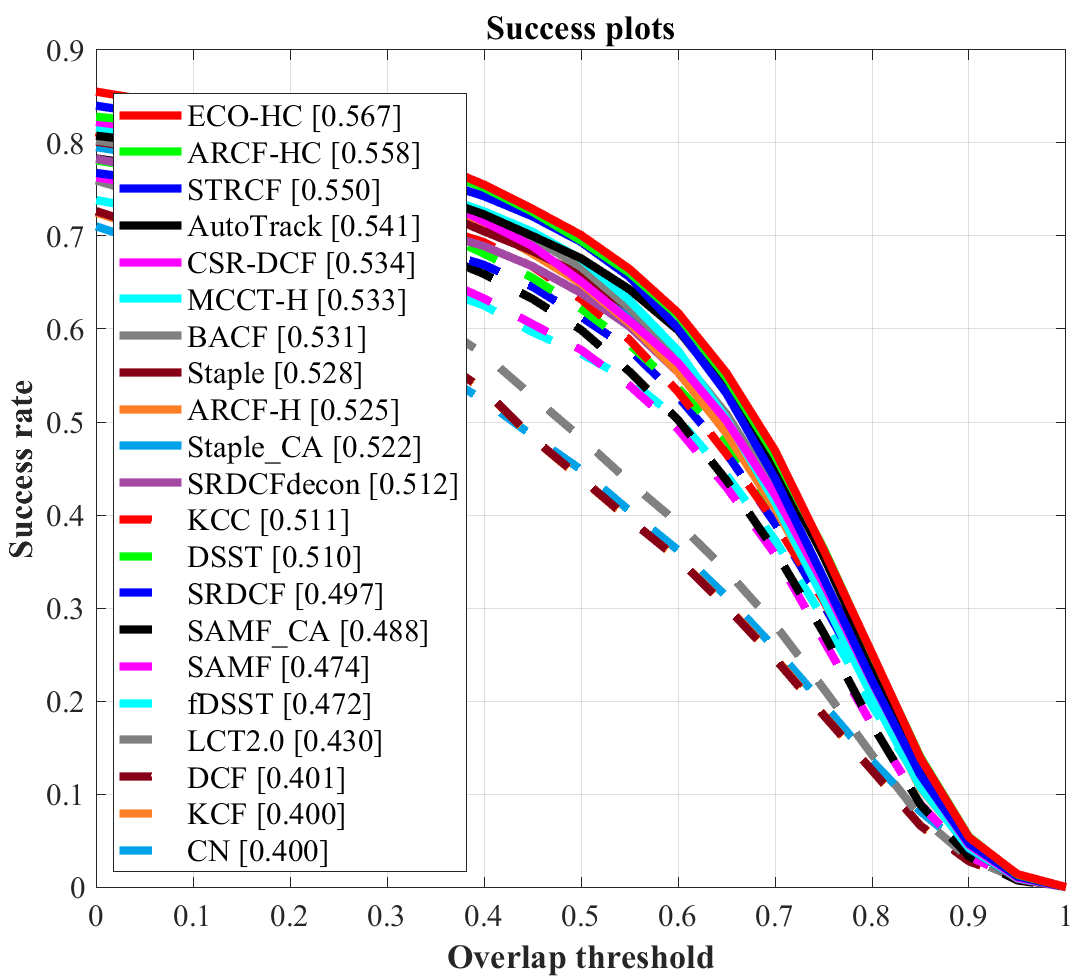 Success plots
Success rate
0.9
0.8
0.7
0.6
0.5
0.4
0.3
0.2
0.1
0
ECO-HC [0.567]
ARCF-HC [0.558]
STRCF [0.550]
AutoTrack [0.541]
CSR-DCF [0.534]
MCCT-H [0.533]
BACF [0.531]
Staple [0.528]
ARCF-H [0.525]
Staple_CA [0.522]
SRDCFdecon [0.512]
KCC [0.511]
DSST [0.510]
SRDCF [0.497]
SAMF_CA [0.488]
SAMF [0.474]
fDSST [0.472]
LCT2.0 [0.430]
DCF [0.401]
KCF [0.400]
CN [0.400]
0 0.1 0.2 0.3 0.4 0.5 0.6 0.7 0.8 0.9 1
Overlap threshold